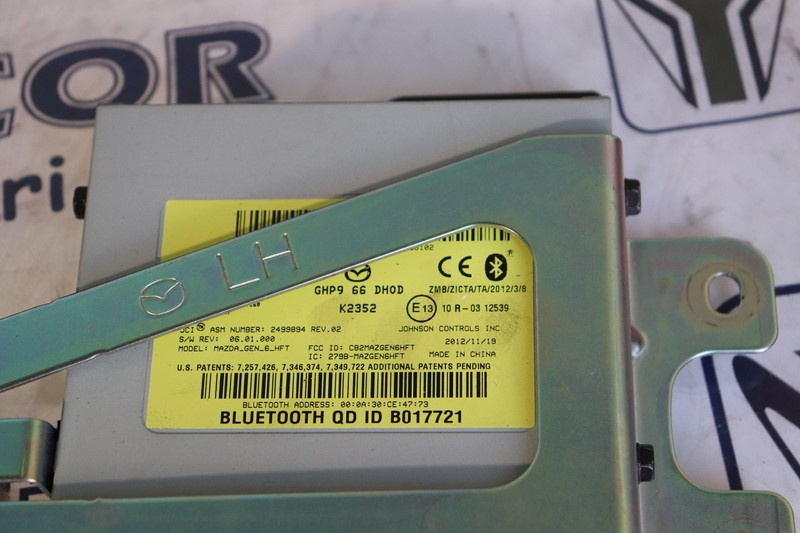 COR
ri
LH
CE
GHP9 66 DH0D
ZMB/ZICTA/TA/2012/3/8
K2352
E13 10 R-03 12539
JCI TM ASM NUMBER: 2499894 REV.02
JOHNSON CONTROLS INC
S/W REV: 06.01.000
2012/11/19
MODEL: MAZDA_GEN_6_HFT
FCC ID: CB2MAZGEN6HFT
IC: 279B-MAZGEN6HFT
MADE IN CHINA
U.S. PATENTS: 7,257,426, 7,346,374, 7,349,722 ADDITIONAL PATENTS PENDING
BLUETOOTH ADDRESS: 00:0A:30:CE:47:73
BLUETOOTH QD ID B017721